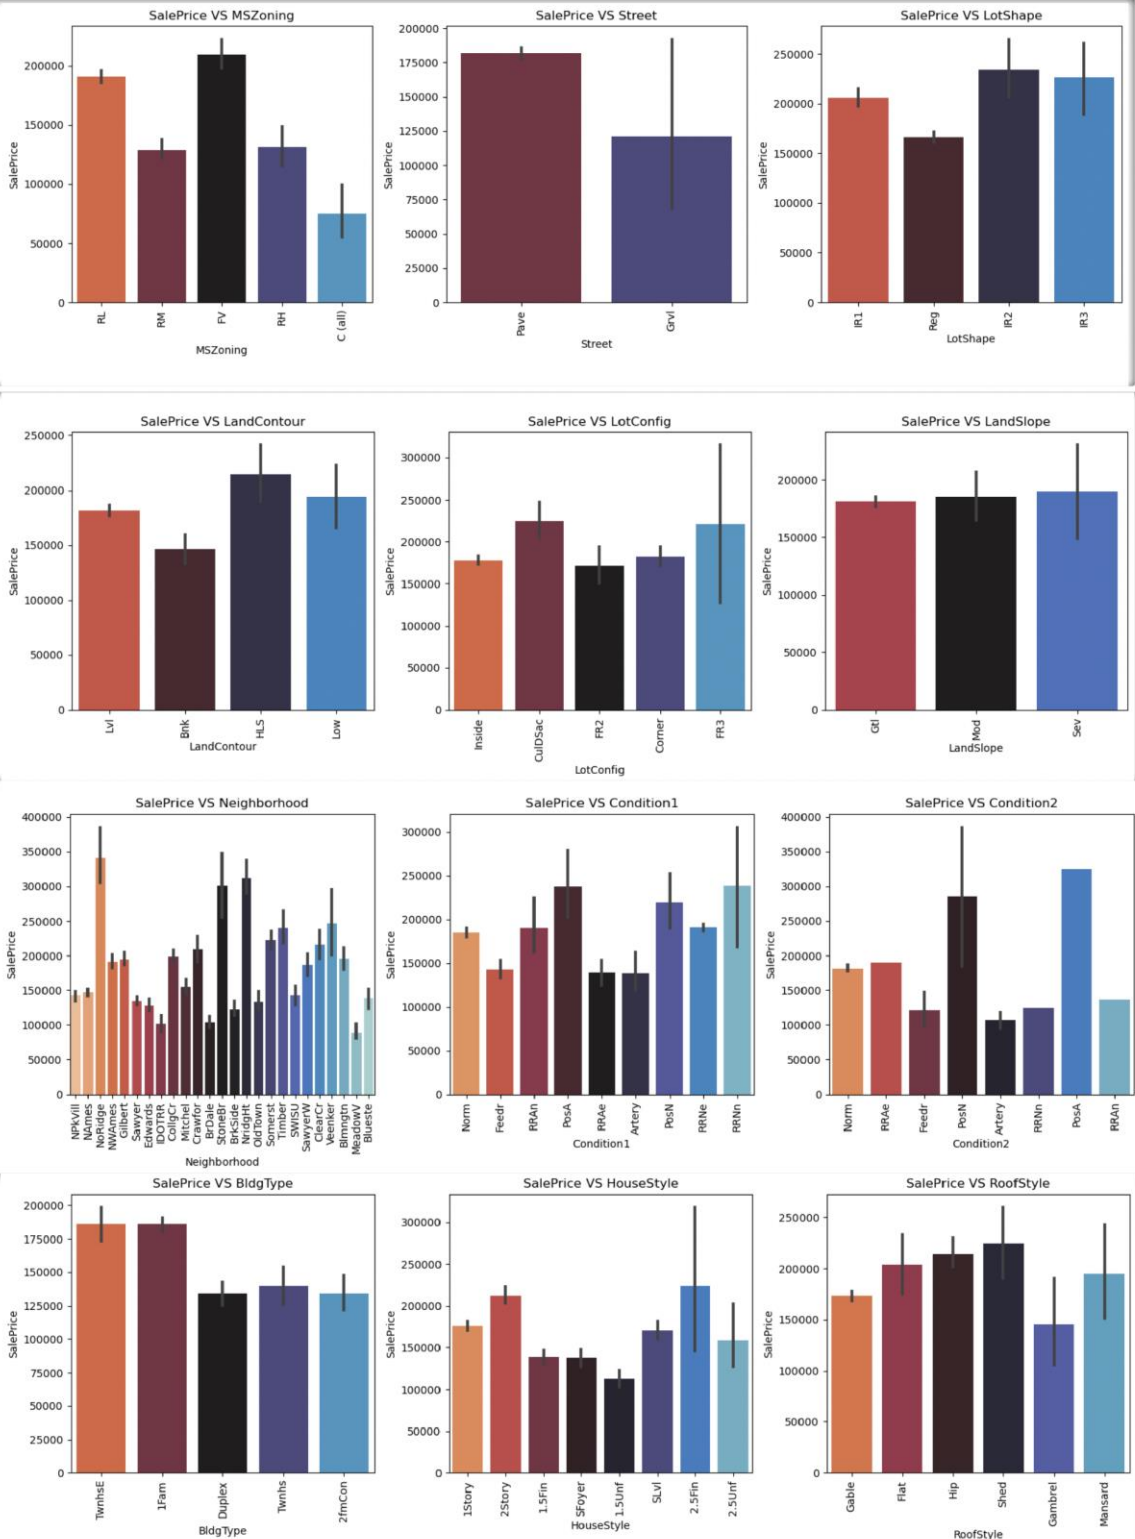 SalePrice VS MSZoning
SalePrice
200000
150000
100000
50000
0
RL
RM
FV
RH
C (all)
MSZoning
SalePrice VS Street
SalePrice
200000
175000
150000
125000
100000
75000
50000
25000
0
Pave
Grvl
Street
SalePrice VS LotShape
SalePrice
250000
200000
150000
100000
50000
0
IR1
Reg
IR2
IR3
LotShape
SalePrice VS LandContour
SalePrice
250000
200000
150000
100000
50000
0
Lvl
Bnk
HLS
Low
LandContour
SalePrice VS LotConfig
SalePrice
300000
250000
200000
150000
100000
50000
0
Inside
CulDSac
FR2
Corner
FR3
LotConfig
SalePrice VS LandSlope
SalePrice
200000
150000
100000
50000
0
Gtl
Mod
Sev
LandSlope
SalePrice VS Neighborhood
SalePrice
400000
350000
300000
250000
200000
150000
100000
50000
0
NPkVill
NAmes
NoRidge
NWAmes
Gilbert
Sawyer
Edwards
IDOTRR
CollgCr
Mitchel
Crawfor
BrDale
StoneBr
BrkSide
NridgHt
OldTown
Somerst
Timber
SWISU
SawyerW
ClearCr
Veenker
Blmngtn
MeadowV
Blueste
Neighborhood
SalePrice VS Condition1
SalePrice
300000
250000
200000
150000
100000
50000
0
Norm
Feedr
RRAn
PosA
RRAe
Artery
PosN
RRNe
RRNn
Condition1
SalePrice VS Condition2
SalePrice
400000
350000
300000
250000
200000
150000
100000
50000
0
Norm
RRAe
Feedr
PosN
Artery
RRNn
PosA
RRAn
Condition2
SalePrice VS BldgType
SalePrice
200000
175000
150000
125000
100000
75000
50000
25000
0
TwnhsE
1Fam
Duplex
Twnhs
2fmCon
BldgType
SalePrice VS HouseStyle
SalePrice
300000
250000
200000
150000
100000
50000
0
1Story
2Story
1.5Fin
SFoyer
1.5Unf
SLvl
2.5Fin
2.5Unf
HouseStyle
SalePrice VS RoofStyle
SalePrice
250000
200000
150000
100000
50000
0
Gable
Flat
Hip
Shed
Gambrel
Mansard
RoofStyle